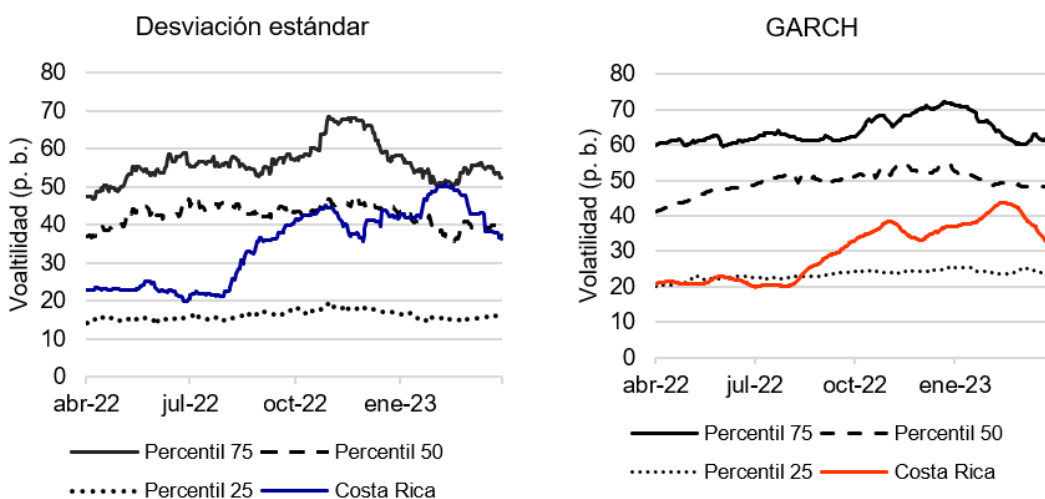 Desviación estándar
Voaltilidad (p. b.)
80
70
60
50
40
30
20
10
0
abr-22 jul-22 oct-22 ene-23
Percentil 75 Percentil 50
Percentil 25 Costa Rica
GARCH
Volatilidad (p. b.)
80
70
60
50
40
30
20
10
0
abr-22 jul-22 oct-22 ene-23
Percentil 75 Percentil 50
Percentil 25 Costa Rica